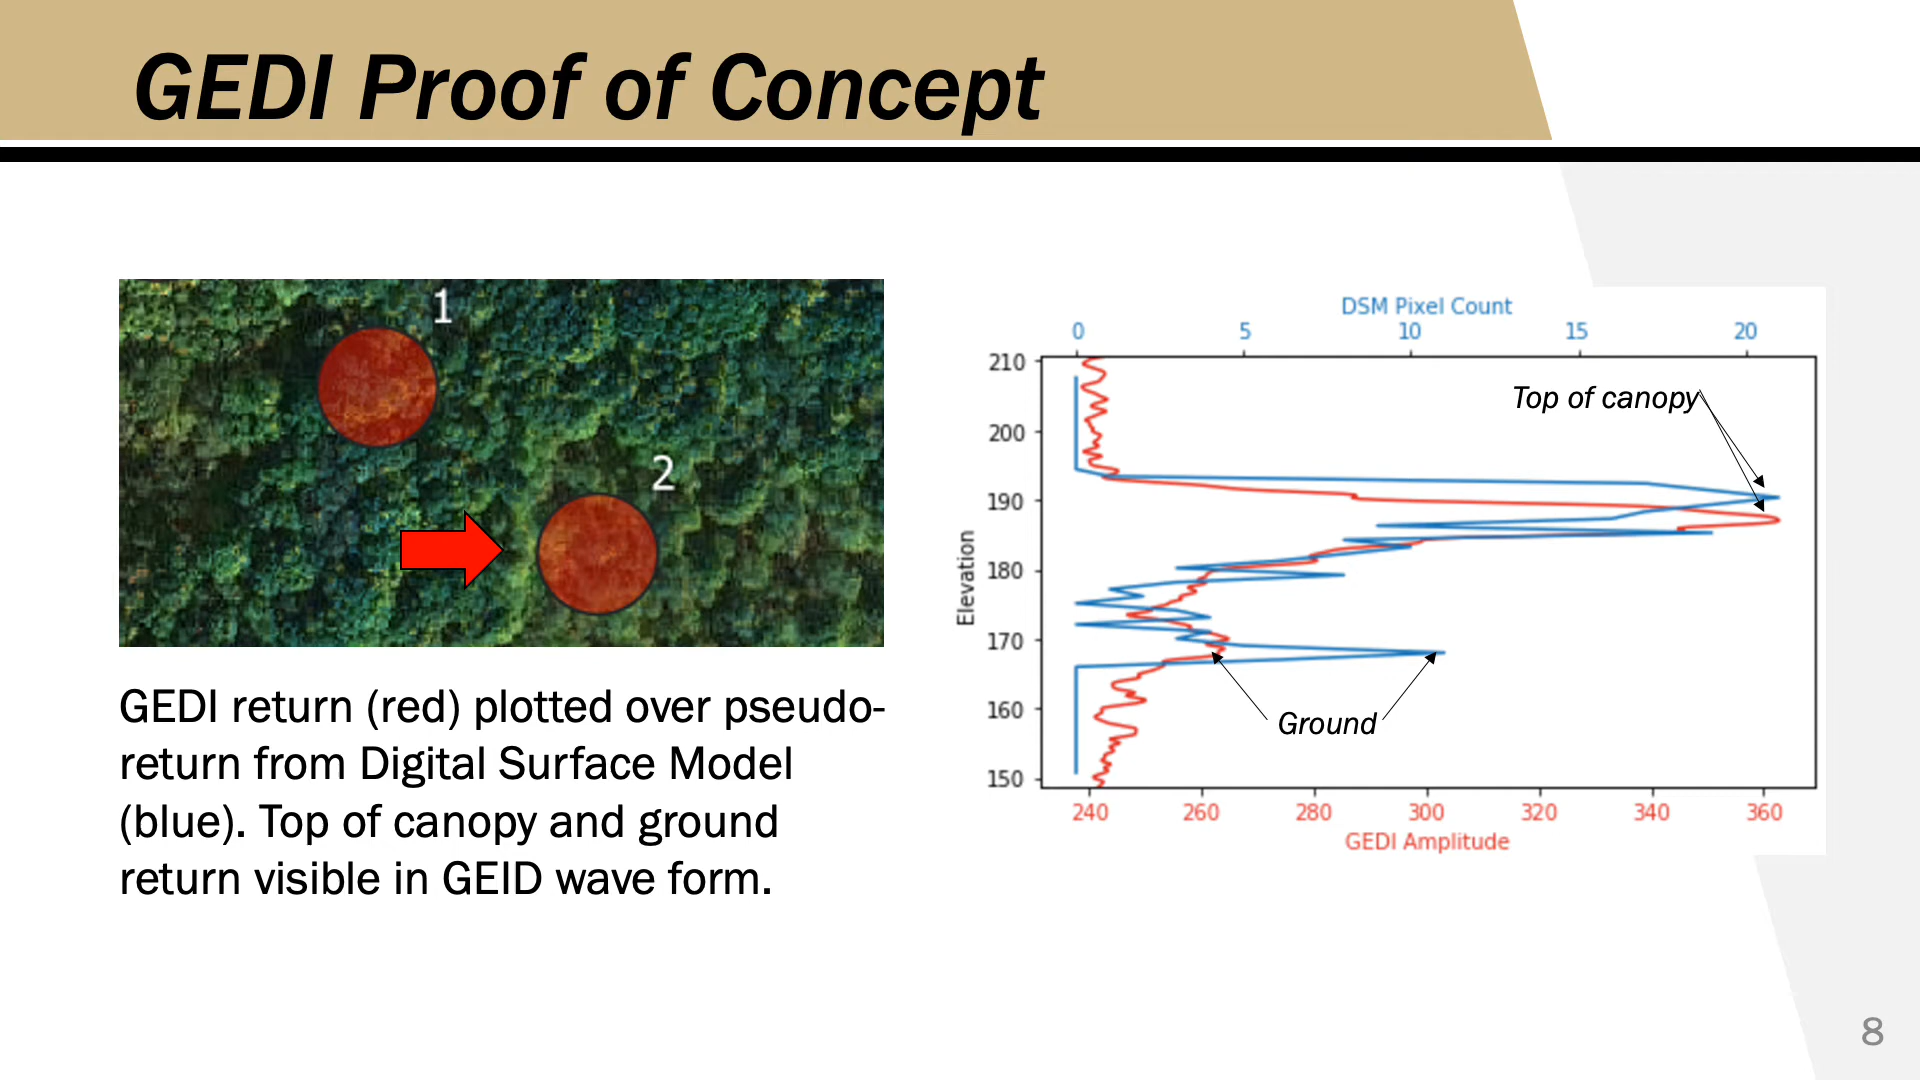 GEDI Proof of Concept
1
2
GEDI return (red) plotted over pseudo-
return from Digital Surface Model
(blue). Top of canopy and ground
return visible in GEID wave form.
DSM Pixel Count
0 5 10 15 20
210
200
190
180
170
160
150
Elevation
Top of canopy
Ground
240 260 280 300 320 340 360
GEDI Amplitude
8